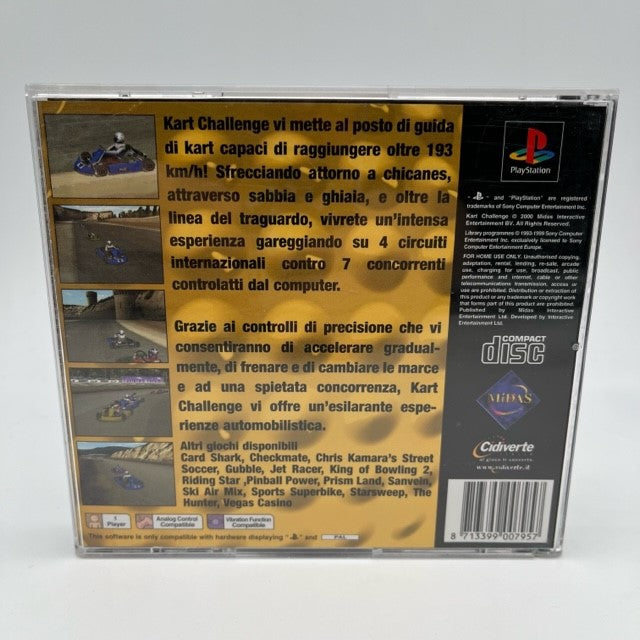 Kart Challenge vi mette al posto di guida
di kart capaci di raggiungere oltre 193
km/h! Sfrecciando attorno a chicanes,
attraverso sabbia e ghiaia, e oltre la
linea del traguardo, vivrete un'intensa
esperienza gareggiando su 4 circuiti
internazionali contro 7 concorrenti
controlatti dal computer.
Grazie ai controlli di precisione che vi
consentiranno di accelerare gradual-
mente, di frenare e di cambiare le marce
e ad una spietata concorrenza, Kart
Challenge vi offre un'esilarante espe-
rienze automobilistica.
Altri giochi disponibili
Card Shark, Checkmate, Chris Kamara's Street
Soccer, Gubble, Jet Racer, King of Bowling 2,
Riding Star ,Pinball Power, Prism Land, Sanvein,
Ski Air Mix, Sports Superbike, Starsweep, The
Hunter, Vegas Casino
1
Player
Analog Control
Compatible
Vibration Function
Compatible
This software is only compatible with hardware displaying " " and PAL
PlayStation
" " and "PlayStation" are registered
trademarks of Sony Computer Entertainment Inc.
Kart Challenge © 2000 Midas Interactive
Entertainment BV. All Rights Reserved.
Library programmes © 1993-1999 Sony Computer
Entertainment Inc. exclusively licensed to Sony
Computer Entertainment Europe.
FOR HOME USE ONLY. Unauthorised copying,
adaptation, rental, lending, re-sale, arcade
use, charging for use, broadcast, public
performance and internet, cable or other
telecommunications transmission, access or
use are prohibited. Distribution or extraction of
this product or any trademark or copyright work
that forms part of this product are prohibited.
Published by Midas Interactive
Entertainment Ltd. Developed by Interactive
Entertainment Ltd.
COMPACT
disc
MIDAS
Cidiverte
al gioco ti converte.
www.cidiverte.it
8 713399 007957